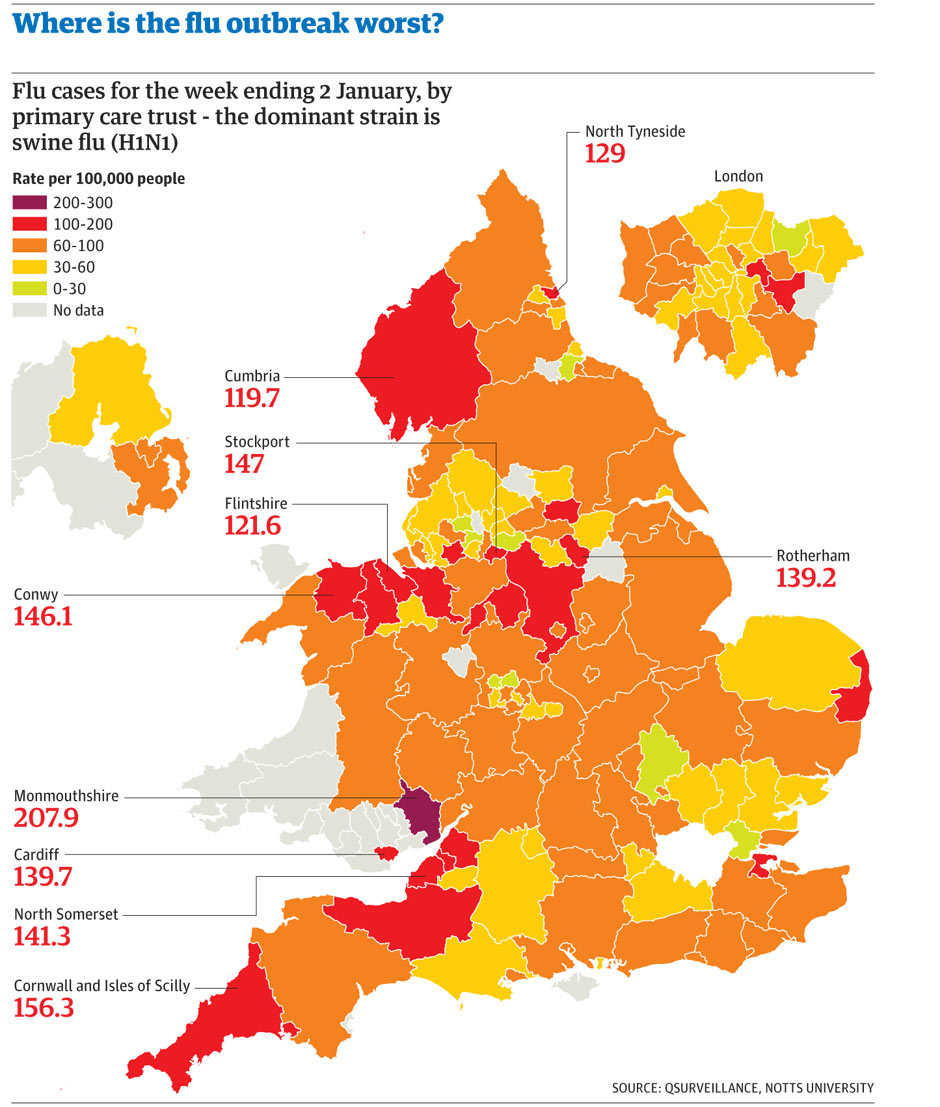 Where is the flu outbreak worst?
Flu cases for the week ending 2 January, by
primary care trust - the dominant strain is
swine flu (H1N1)
Rate per 100,000 people
200-300
100-200
60-100
30-60
0-30
No data
North Tyneside
129
London
Cumbria
119.7
Stockport
147
Flintshire
121.6
Rotherham
139.2
Conwy
146.1
Monmouthshire
207.9
Cardiff
139.7
North Somerset
141.3
Cornwall and Isles of Scilly
156.3
SOURCE: QSURVEILLANCE, NOTTS UNIVERSITY